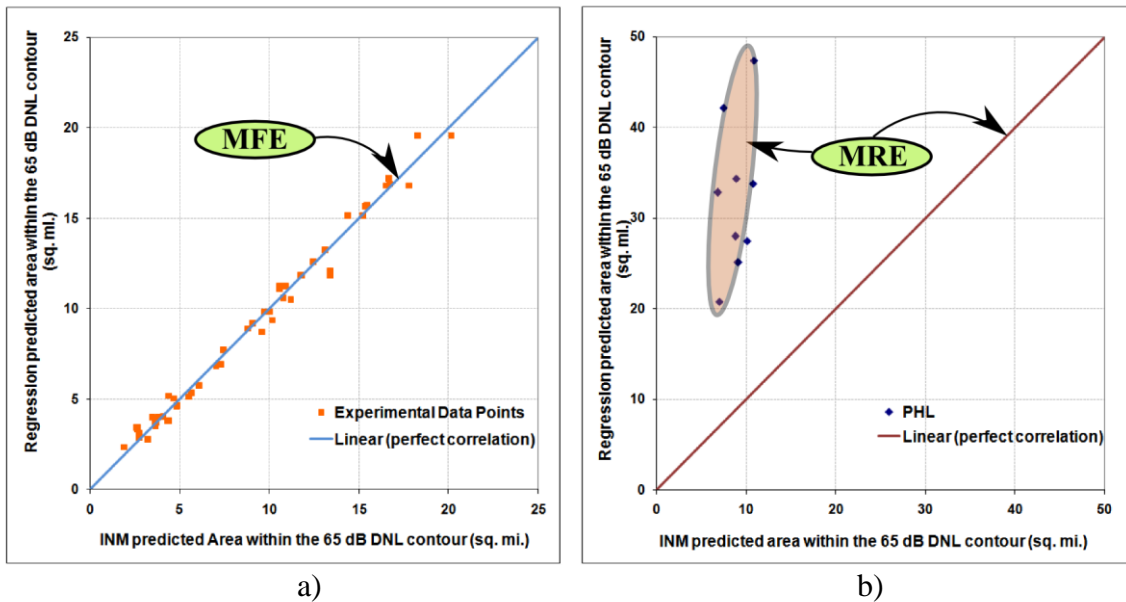 Regression predicted area within the 65 dB DNL contour
(sq. ml.)
25
20
15
10
5
0
MFE
Experimental Data Points
Linear (perfect correlation)
0 5 10 15 20 25
INM predicted Area within the 65 dB DNL contour (sq. mi.)
a)
Regression predicted area within the 65 dB DNL contour
(sq. ml.)
50
40
30
20
10
0
MRE
PHL
Linear (perfect correlation)
0 10 20 30 40 50
INM predicted area within the 65 dB DNL contour (sq. mi.)
b)